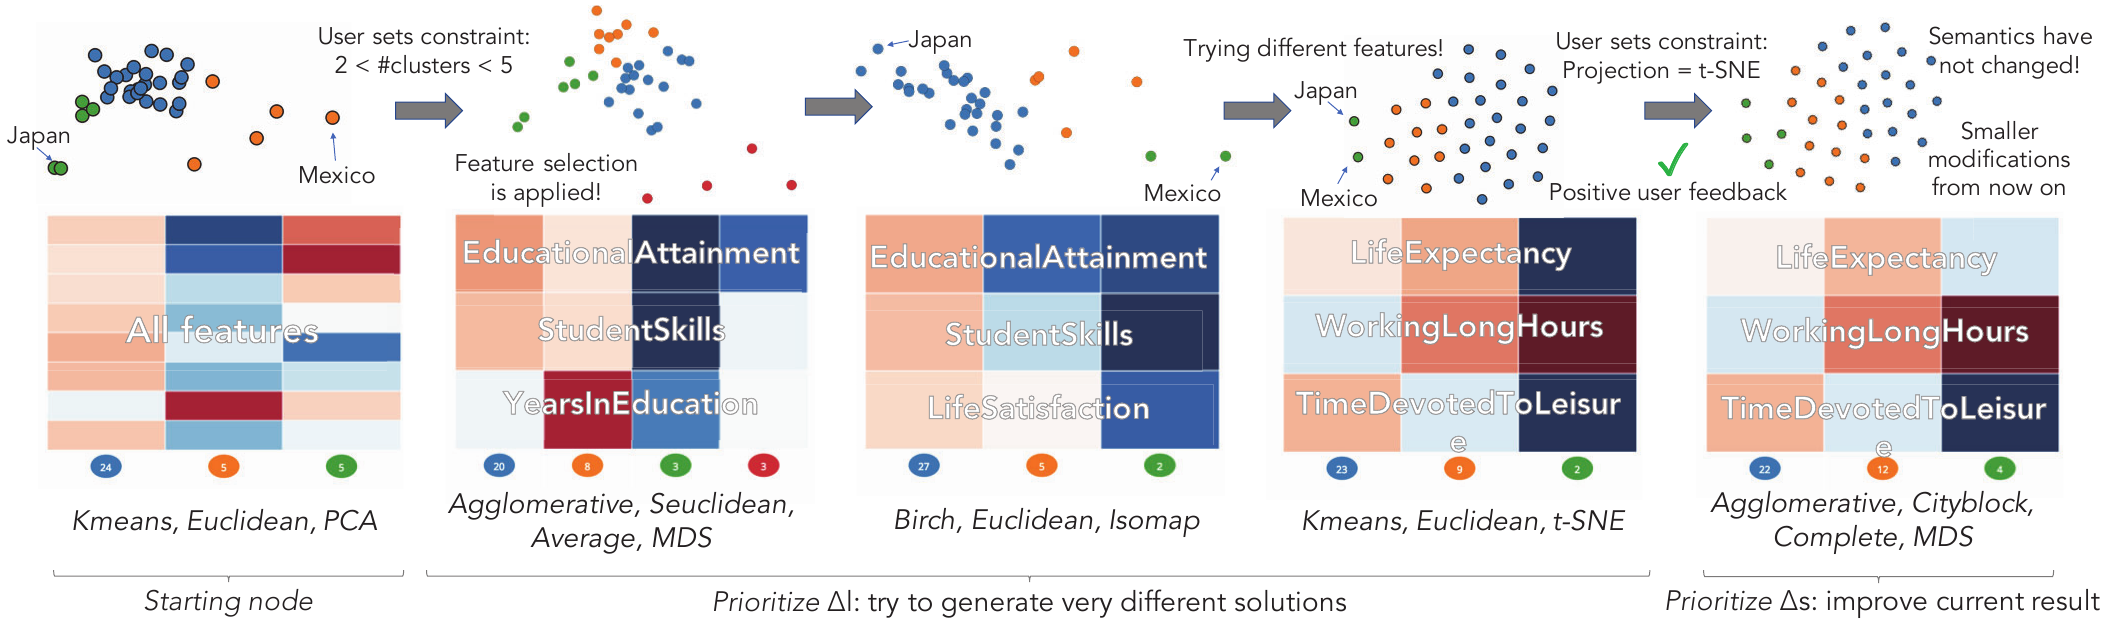 Japan
Mexico
User sets constraint:
2 < #clusters < 5
Feature selection
is applied!
Japan
Mexico
Trying different features!
Japan
Mexico
User sets constraint:
Projection = t-SNE
Positive user feedback
Semantics have
not changed!
Smaller
modifications
from now on
All features
24 5 5
Kmeans, Euclidean, PCA
EducationalAttainment
StudentSkills
YearsInEducation
20 8 3 3
Agglomerative, Seuclidean,
Average, MDS
EducationalAttainment
StudentSkills
LifeSatisfaction
27 5 2
Birch, Euclidean, Isomap
LifeExpectancy
WorkingLongHours
TimeDevotedToLeisur
e
23 9 2
Kmeans, Euclidean, t-SNE
LifeExpectancy
WorkingLongHours
TimeDevotedToLeisur
e
22 12 4
Agglomerative, Cityblock,
Complete, MDS
Starting node
Prioritize Δl: try to generate very different solutions
Prioritize Δs: improve current result